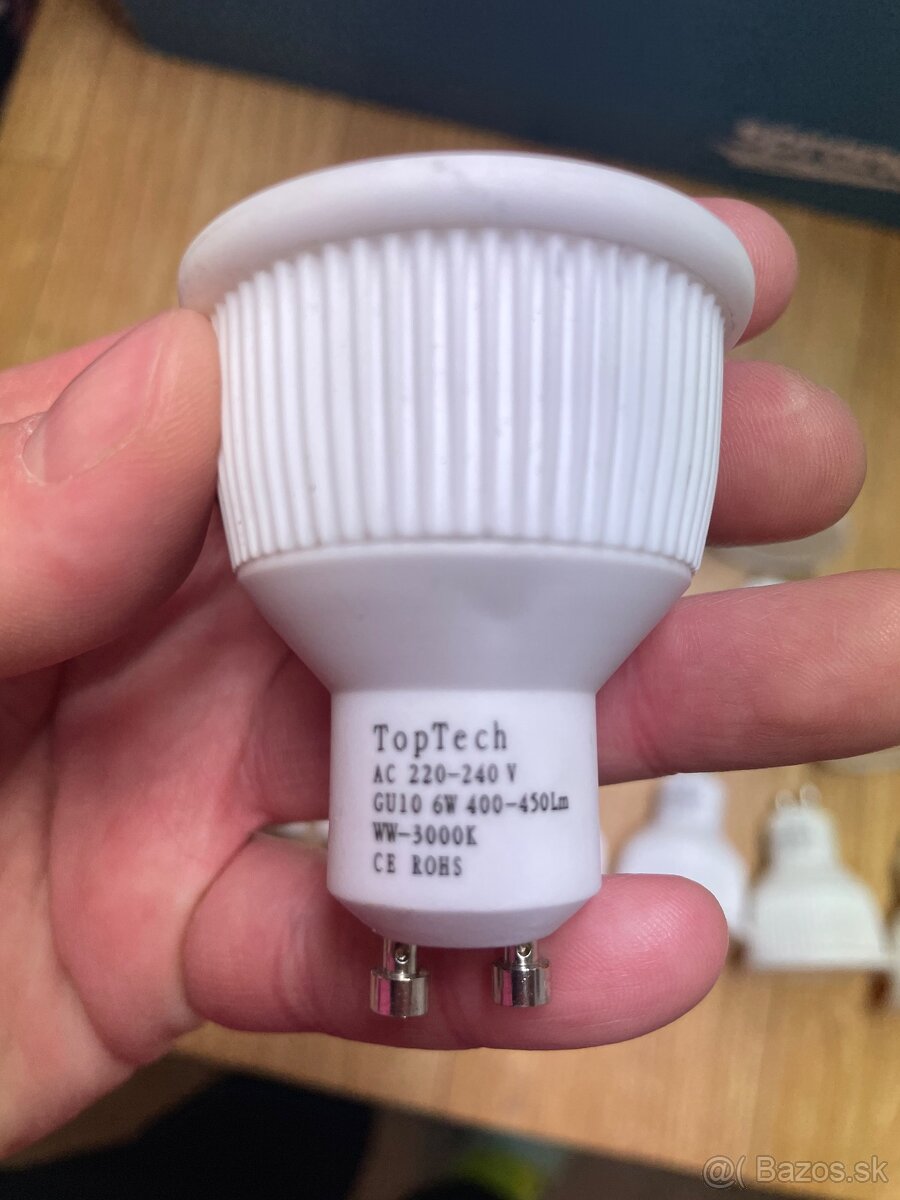 TopTech
AC 220-240 V
GU10 6W 400-450Lm
WW-3000K
CE ROHS
@( Bazos.sk